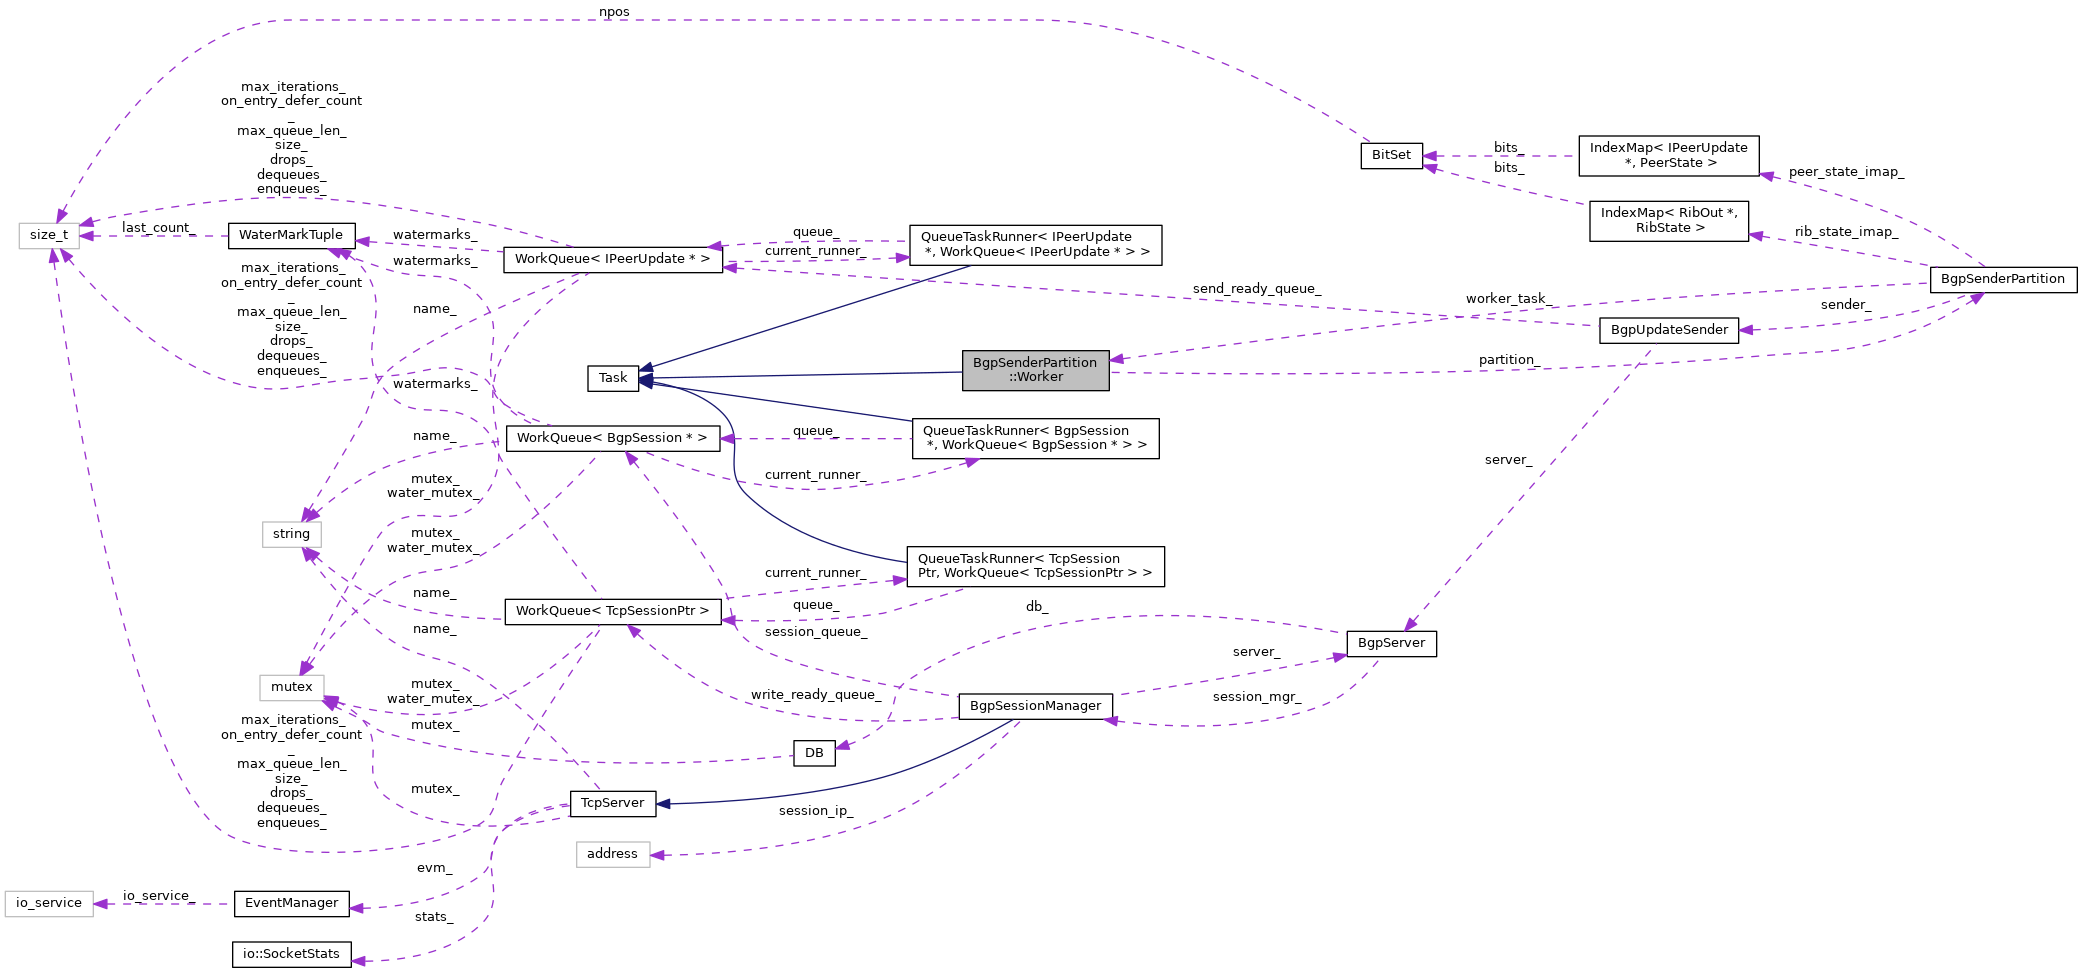 npos
max_iterations_
on_entry_defer_count
_
max_queue_len_
size_
drops_
dequeues_
enqueues_
BitSet
bits_
bits_
IndexMap< IPeerUpdate
*, PeerState >
peer_state_imap_
IndexMap< RibOut *,
RibState >
rib_state_imap_
size_t
last_count_
WaterMarkTuple
watermarks_
watermarks_
WorkQueue< IPeerUpdate * >
queue_
current_runner_
QueueTaskRunner< IPeerUpdate
*, WorkQueue< IPeerUpdate * > >
send_ready_queue_
worker_task_
BgpSenderPartition
sender_
BgpUpdateSender
partition_
max_iterations_
on_entry_defer_count
_
max_queue_len_
size_
drops_
dequeues_
enqueues_
name_
Task
BgpSenderPartition
::Worker
watermarks_
name_
WorkQueue< BgpSession * >
queue_
current_runner_
QueueTaskRunner< BgpSession
*, WorkQueue< BgpSession * > >
server_
mutex_
water_mutex_
string
mutex_
water_mutex_
QueueTaskRunner< TcpSession
Ptr, WorkQueue< TcpSessionPtr > >
current_runner_
queue_
name_
WorkQueue< TcpSessionPtr >
name_
db_
session_queue_
BgpServer
server_
session_mgr_
mutex
mutex_
water_mutex_
mutex_
write_ready_queue_
BgpSessionManager
max_iterations_
on_entry_defer_count
_
max_queue_len_
size_
drops_
dequeues_
enqueues_
DB
mutex_
TcpServer
session_ip_
address
evm_
io_service
io_service_
EventManager
stats_
io::SocketStats